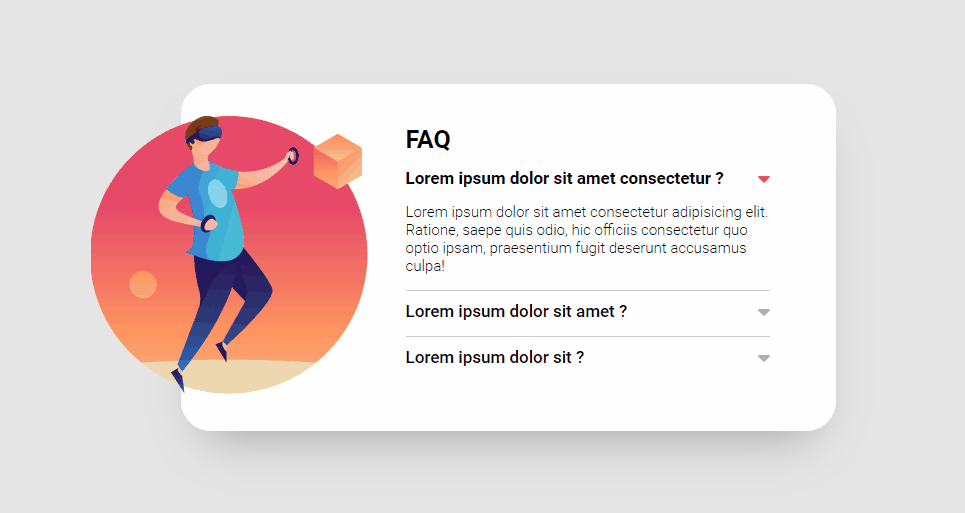 FAQ
Lorem ipsum dolor sit amet consectetur ?
Lorem ipsum dolor sit amet consectetur adipisicing elit.
Ratione, saepe quis odio, hic officiis consectetur quo
optio ipsam, praesentium fugit deserunt accusamus
culpa!
Lorem ipsum dolor sit amet ?
Lorem ipsum dolor sit ?